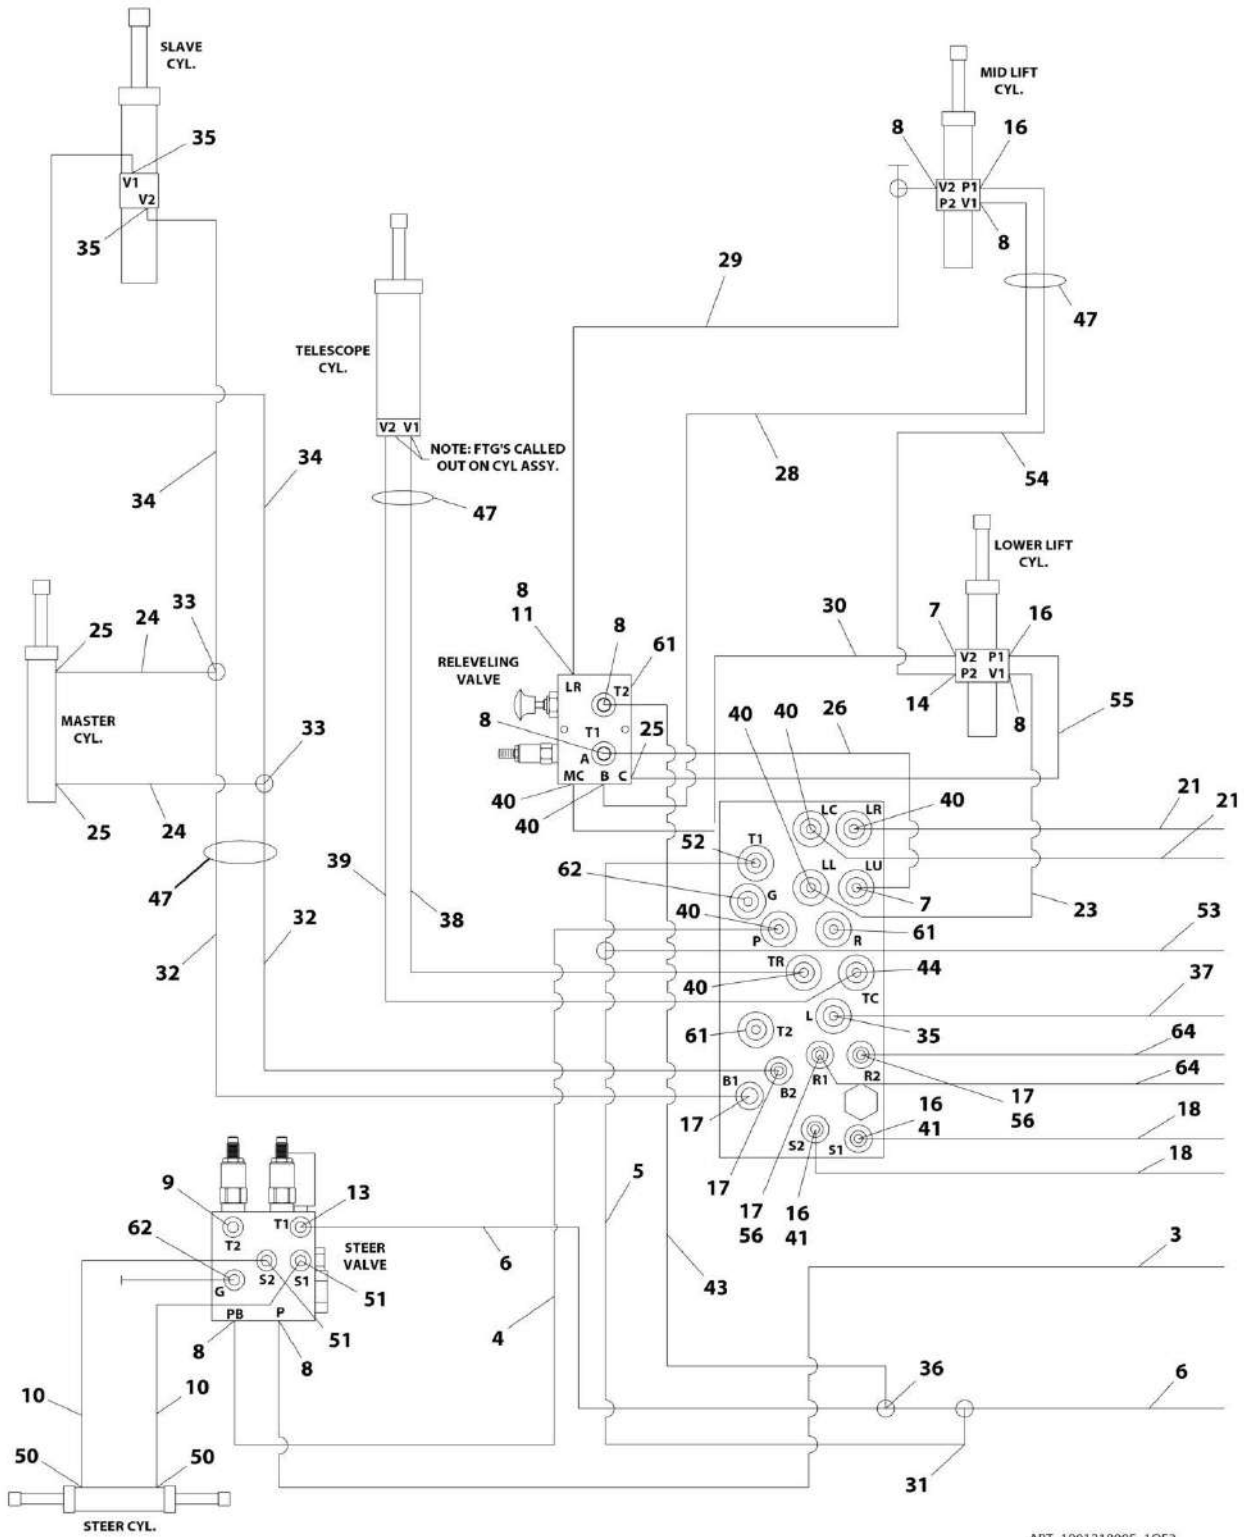 SLAVE
CYL.
MID LIFT
CYL.
8
16
35
V1
V2
V2 P1
P2 V1
35
8
29
47
TELESCOPE
CYL.
V2 V1
NOTE: FTG'S CALLED
OUT ON CYL ASSY.
34
34
28
54
47
LOWER LIFT
CYL.
33
24
25
8
11
8
61
30
7
16
RELEVELING
VALVE
LR
T2
V2 P1
P2 V1
14
8
MASTER
CYL.
33
8
T1
A
25
40
40
26
55
MC B C
25
24
40
40
LC
LR
40
21
21
52
T1
47
39
62
LL
LU
G
7
23
53
40
38
32
32
P
R
61
TR
44
40
TC
37
L
35
61
T2
64
B1
B2
R1
R2
64
17
17
56
16
41
18
S2
S1
18
5
17
17
56
16
41
9
13
62
T1
T2
STEER
VALVE
6
3
G
S2
S1
51
43
PB
P
51
4
8
8
10
10
36
6
50
50
31
STEER CYL.